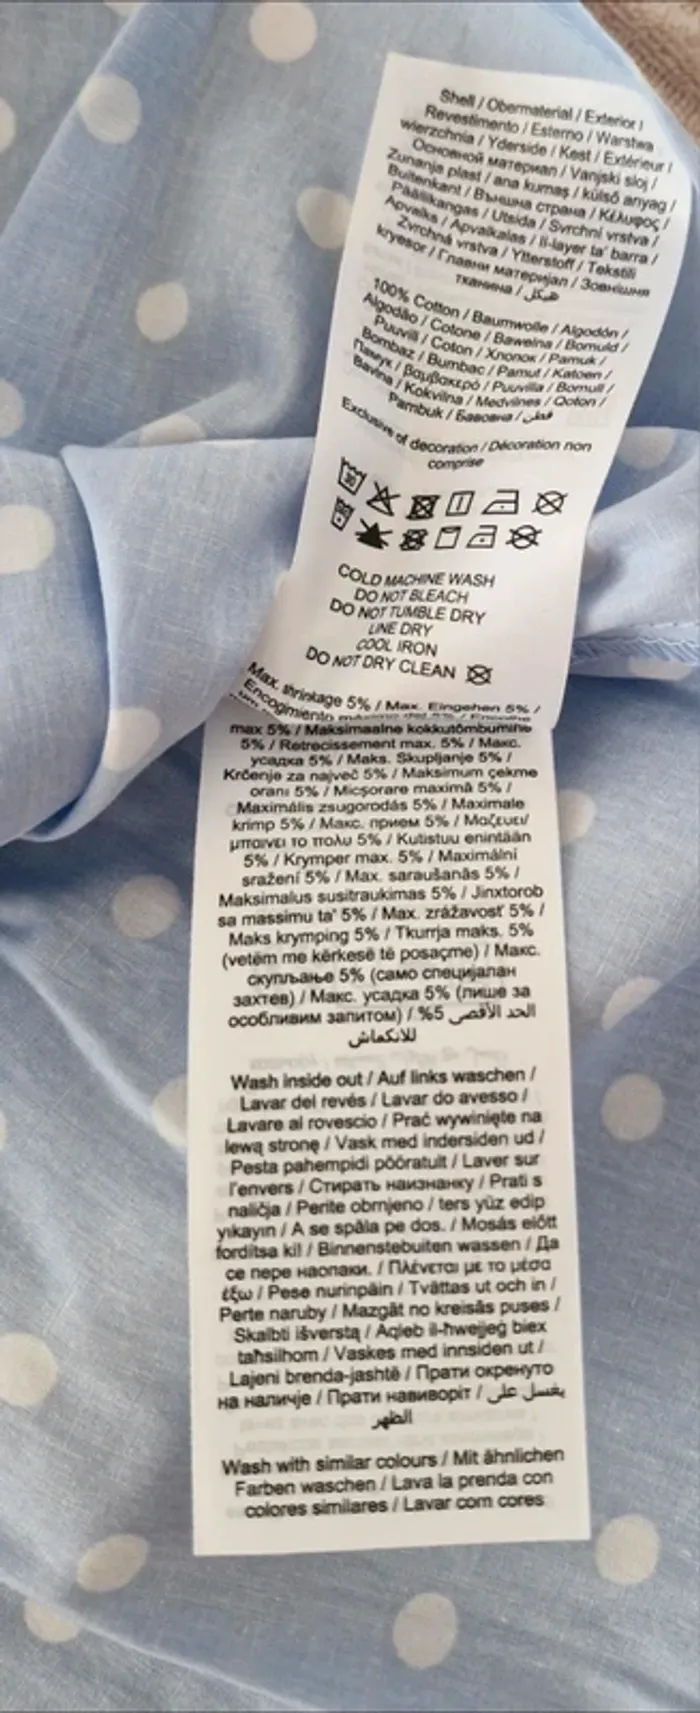 Shell / Obermaterial / Exterior /
Revestimento / Esterno / Warstwa
wierzchnia / Yderside / Kest / Extérieur /
Основной материал / Vanjski sloj /
Zunanja plast / ana kumaş / külső anyag /
Buitenkant / Външна страна / Κέλυφος /
Päällikangas / Utsida / Svrchní vrstva /
Apvalks / Apvalkalas / Il-layer ta' barra /
Zvrchná vrstva / Ytterstoff / Tekstili
kryesor / Главни материјал / Зовнішня
тканина / هيكل /
100% Cotton / Baumwolle / Algodón /
Algodão / Cotone / Bawełna / Bomuld /
Puuvill / Coton / Хлопок / Pamuk /
Bombaz / Bumbac / Pamut / Katoen /
Памук / Βαμβακερό / Puuvilla / Bomull /
Bavlna / Kokvilna / Medvilnės / Qoton /
Pambuk / Бавовна / قطن
Exclusive of decoration / Décoration non
comprise
30
COLD MACHINE WASH
DO NOT BLEACH
DO NOT TUMBLE DRY
LINE DRY
COOL IRON
DO NOT DRY CLEAN
Max. shrinkage 5% / Max. Eingehen 5% /
Encogimiento
max 5% / Maksimaalne kokkutõmbumine
5% / Retrecissement max. 5% / Макс.
усадка 5% / Maks. Skupljanje 5% /
Krčenje za največ 5% / Maksimum çekme
oranı 5% / Micşorare maximă 5% /
Maximális zsugorodás 5% / Maximale
krimp 5% / Макс. прием 5% / Μαζευει/
μπαινει το πολυ 5% / Kutistuu enintään
5% / Krymper max. 5% / Maximální
sražení 5% / Max. saraušanās 5% /
Maksimalus susitraukimas 5% / Jinxtorob
sa massimu ta' 5% / Max. zrážavosť 5% /
Maks krymping 5% / Tkurrja maks. 5%
(vetëm me kërkesë të posaçme) / Макс.
скупљање 5% (само специјалан
захтев) / Макс. усадка 5% (лише за
особливим запитом) / %5 الحد الأقصى
للانكماش
Wash inside out / Auf links waschen /
Lavar del revés / Lavar do avesso /
Lavare al rovescio / Prać wywinięte na
lewą stronę / Vask med indersiden ud /
Pesta pahempidi pööratult / Laver sur
l'envers / Стирать наизнанку / Prati s
naličja / Perite obrnjeno / ters yüz edip
yıkayın / A se spăla pe dos. / Mosás előtt
fordítsa ki! / Binnenstebuiten wassen / Да
се пере наопаки. / Πλένεται με το μέσα
έξω / Pese nurinpäin / Tvättas ut och in /
Perte naruby / Mazgāt no kreisās puses /
Skalbti išverstą / Aqleb il-ħwejjeġ biex
taħsilhom / Vaskes med innsiden ut /
Lajeni brenda-jashtë / Прати окренуто
на наличје / Прати навиворіт / يغسل على
الظهر
Wash with similar colours / Mit ähnlichen
Farben waschen / Lava la prenda con
colores similares / Lavar com cores